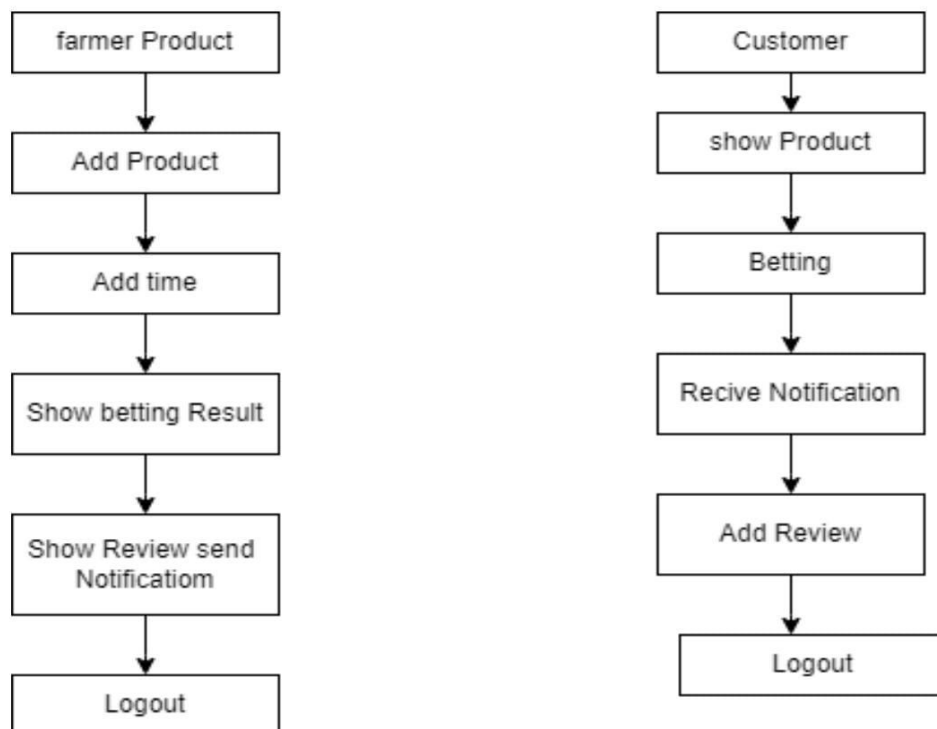 farmer Product
Add Product
Add time
Show betting Result
Show Review send
Notificatiom
Logout
Customer
show Product
Betting
Recive Notification
Add Review
Logout